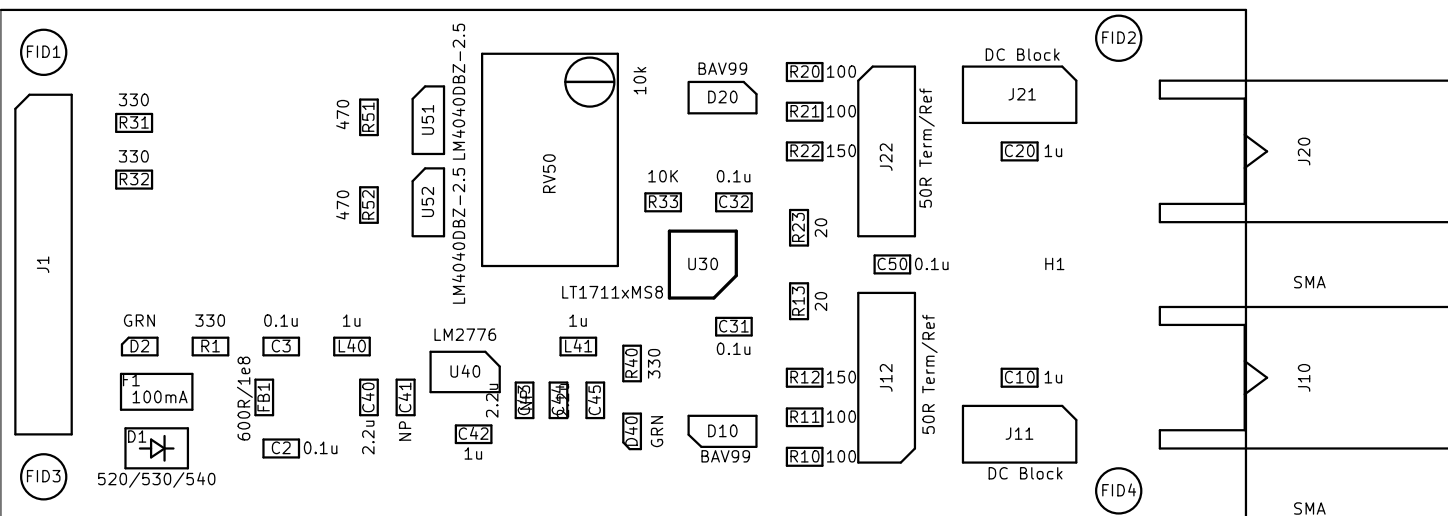 FID1
FID2
LM4040DBZ-2.5
10k
BAV99
D20
R20 100
DC Block
J21
330
R31
470
R51
U51
R21 100
J22
50R Term/Ref
330
R32
RV50
R22 150
C20 1u
J20
470
R52
U52
LM4040DBZ-2.5
10K
R33
0.1u
C32
R23
20
J1
U30
C50 0.1u
H1
SMA
LT1711xMS8
R13
20
GRN
D2
330
R1
0.1u
C3
1u
L40
LM2776
U40
1u
L41
C31
0.1u
R40
330
J12
50R Term/Ref
F1
100mA
600R/1e8
FB1
2.2u
C40
C41
NP
2.2u
C43
C44
C45
R12 150
C10 1u
J10
D1
520/530/540
C2 0.1u
C42
1u
D40
GRN
D10
BAV99
R11 100
J11
DC Block
R10 100
FID3
FID4
SMA